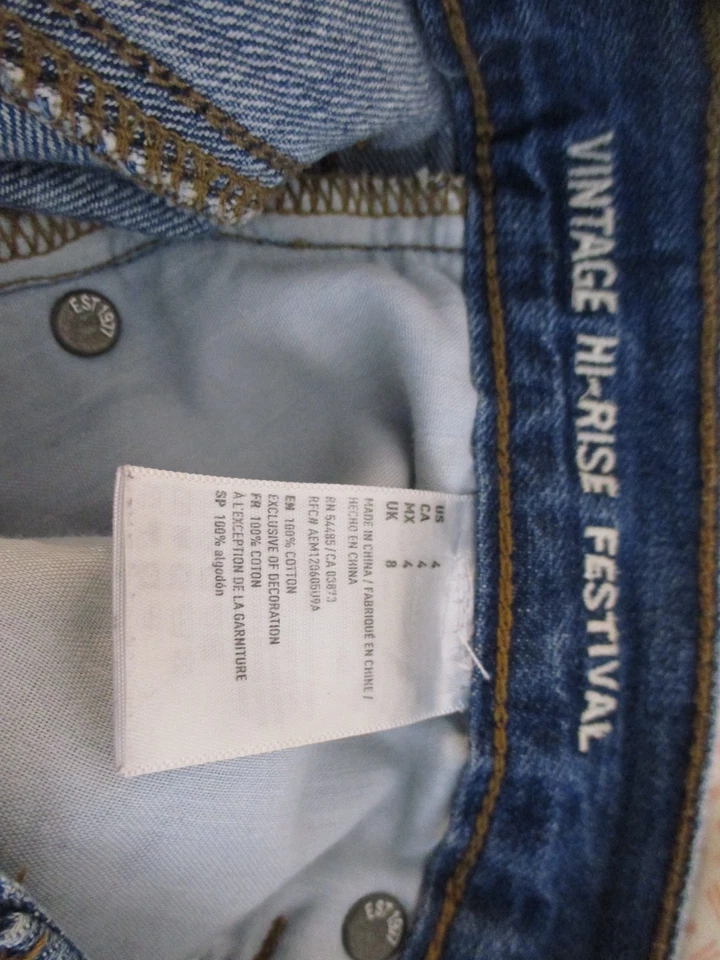 VINTAGE HI-RISE FESTIVAL
US 4
CA 4
MX 4
UK 8
MADE IN CHINA / FABRIQUÉ EN CHINE /
HECHO EN CHINA
RN 54485 / CA 03873
RFC# AEM120605U9A
EN 100% COTTON
EXCLUSIVE OF DECORATION
FR 100% COTON
À L'EXCEPTION DE LA GARNITURE
SP 100% algodón
EST 1977
EST 1977